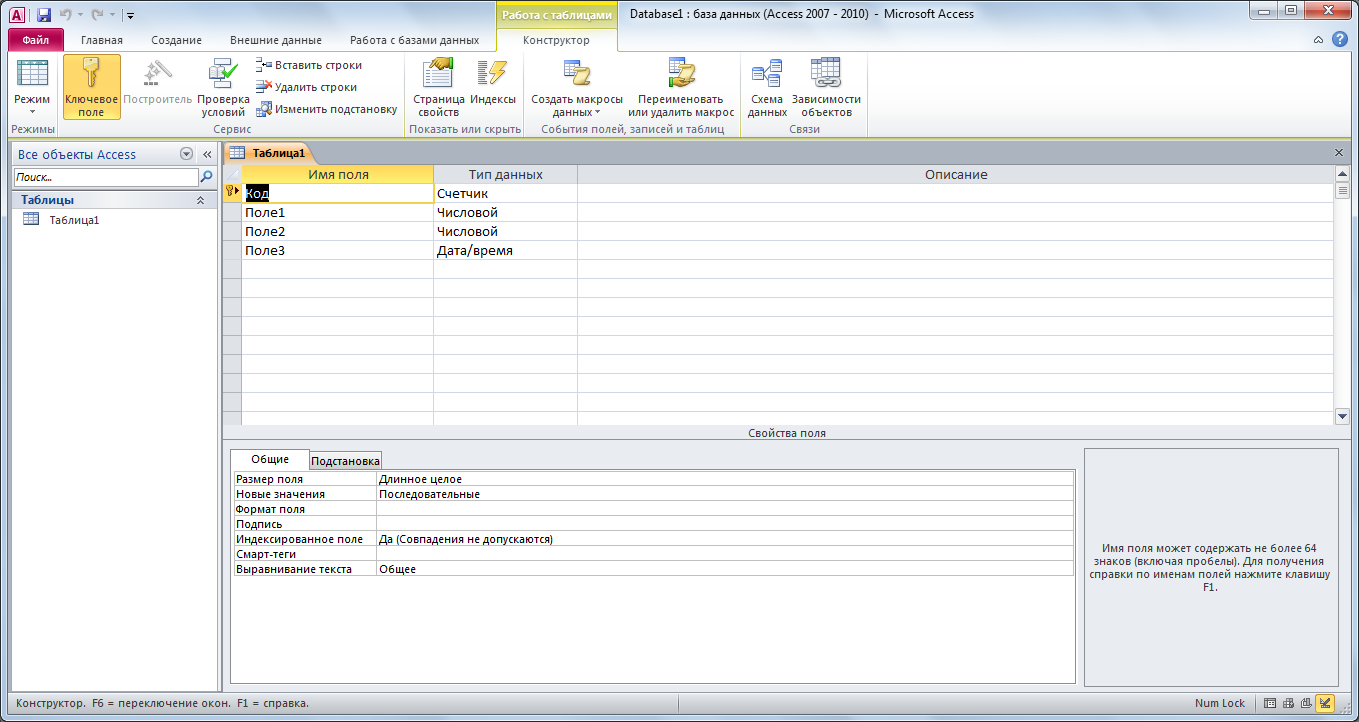 Работа с таблицами
Database1 : база данных (Access 2007 - 2010) - Microsoft Access
Файл
Главная
Создание
Внешние данные
Работа с базами данных
Конструктор
Режим
Ключевое
поле
Построитель
Проверка
условий
Вставить строки
Удалить строки
Изменить подстановку
Страница
свойств
Индексы
Создать макросы
данных
Переименовать
или удалить макрос
Схема
данных
Зависимости
объектов
Режимы
Сервис
Показать или скрыть
События полей, записей и таблиц
Связи
Все объекты Access
Поиск...
Таблицы
Таблица1
Таблица1
Имя поля
Тип данных
Описание
Код
Счетчик
Поле1
Числовой
Поле2
Числовой
Поле3
Дата/время
Свойства поля
Общие
Подстановка
Размер поля
Длинное целое
Новые значения
Последовательные
Формат поля
Подпись
Индексированное поле
Да (Совпадения не допускаются)
Смарт-теги
Выравнивание текста
Общее
Имя поля может содержать не более 64
знаков (включая пробелы). Для получения
справки по именам полей нажмите клавишу
F1.
Конструктор. F6 = переключение окон. F1 = справка.
Num Lock